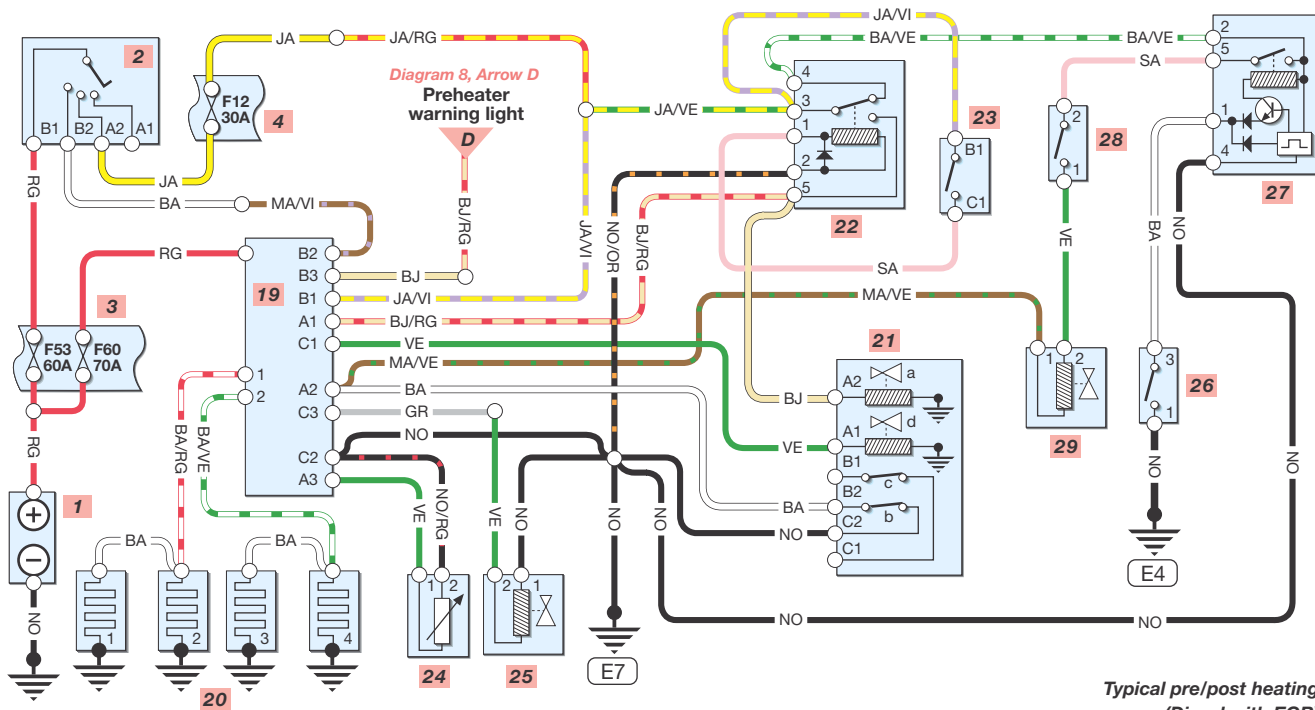 2
B1
B2
A2
A1
RG
BA
JA
JA
F12
30A
4
JA/RG
Diagram 8, Arrow D
Preheater
warning light
D
BJ/RG
MA/VI
RG
3
F53
60A
F60
70A
RG
1
+
−
NO
19
B2
B3
B1
A1
C1
A2
C3
C2
A3
1
2
BJ
JA/VI
BJ/RG
VE
MA/VE
BA
GR
NO
BA/RG
BA/VE
BA
BA
1
2
3
4
20
VE
NO/RG
1
2
24
VE
NO
2
1
25
NO/OR
BJ/RG
JA/VI
JA/VE
NO
NO
E7
JA/VI
BA/VE
BA/VE
4
3
1
2
5
22
SA
23
B1
C1
MA/VE
21
A2
a
A1
d
B1
c
B2
b
C2
C1
BJ
VE
BA
NO
SA
2
1
28
VE
1
2
29
2
5
1
4
27
BA
NO
3
1
26
NO
E4
NO
NO
NO
Typical pre/post heating